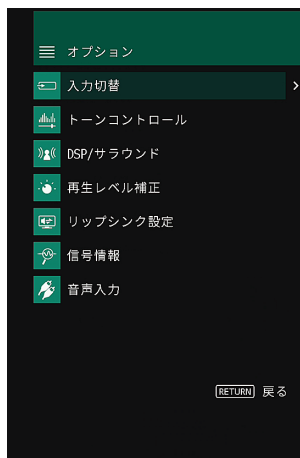 オプション
入力切替
トーンコントロール
DSP/サラウンド
再生レベル補正
リップシンク設定
信号情報
音声入力
RETURN 戻る